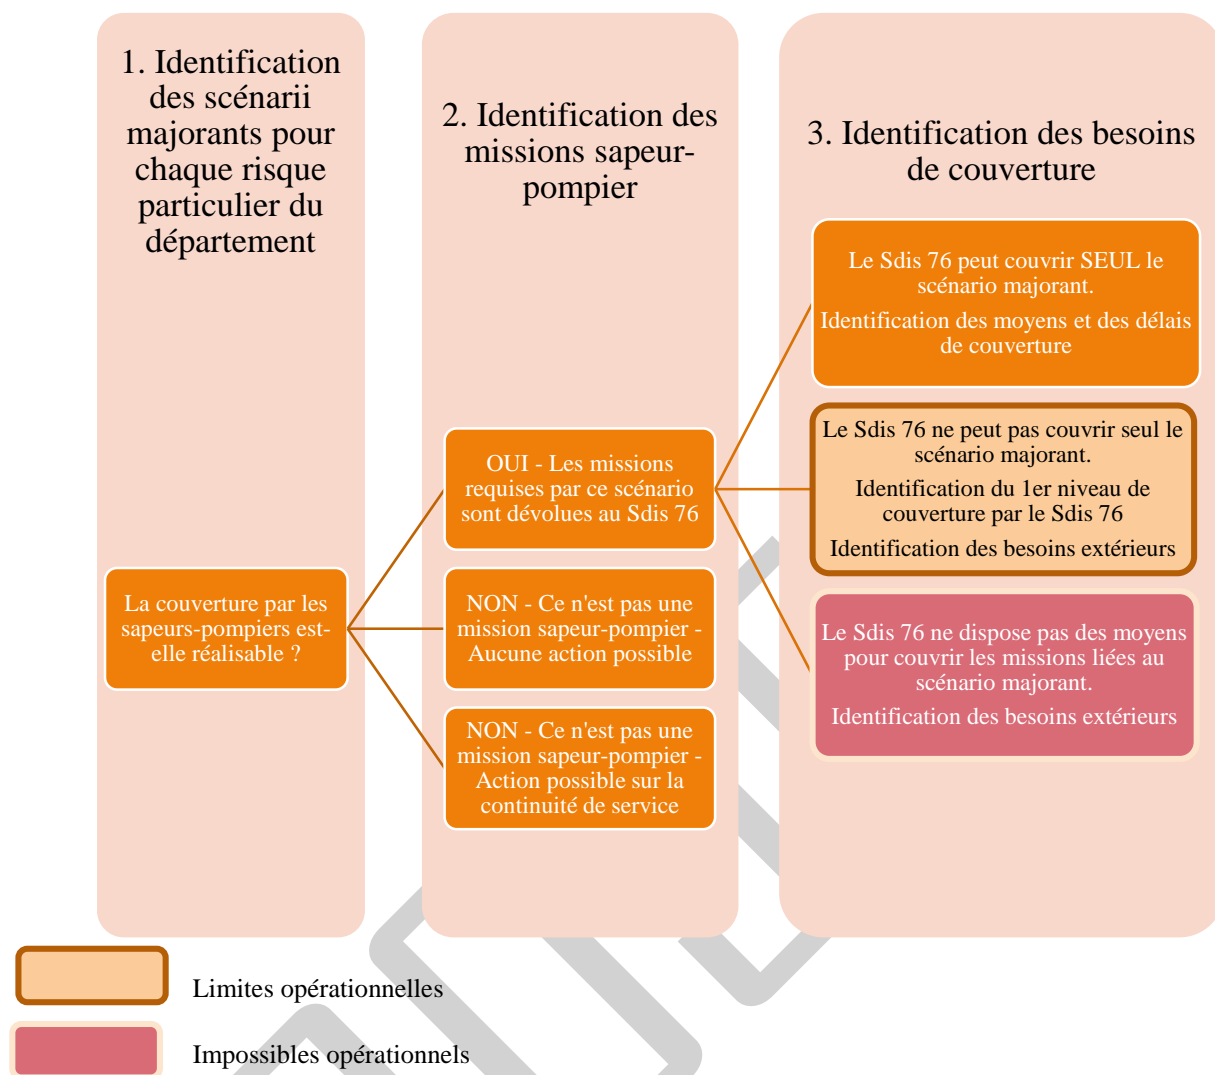 1. Identification
des scénarii
majorants pour
chaque risque
particulier du
département
La couverture par les
sapeurs-pompiers est-
elle réalisable ?
2. Identification des
missions sapeur-
pompier
OUI - Les missions
requises par ce scénario
sont dévolues au Sdis 76
NON - Ce n'est pas une
mission sapeur-pompier -
Aucune action possible
NON - Ce n'est pas une
mission sapeur-pompier -
Action possible sur la
continuité de service
3. Identification des besoins
de couverture
Le Sdis 76 peut couvrir SEUL le
scénario majorant.
Identification des moyens et des délais
de couverture
Le Sdis 76 ne peut pas couvrir seul le
scénario majorant.
Identification du 1er niveau de
couverture par le Sdis 76
Identification des besoins extérieurs
Le Sdis 76 ne dispose pas des moyens
pour couvrir les missions liées au
scénario majorant.
Identification des besoins extérieurs
Limites opérationnelles
Impossibles opérationnels